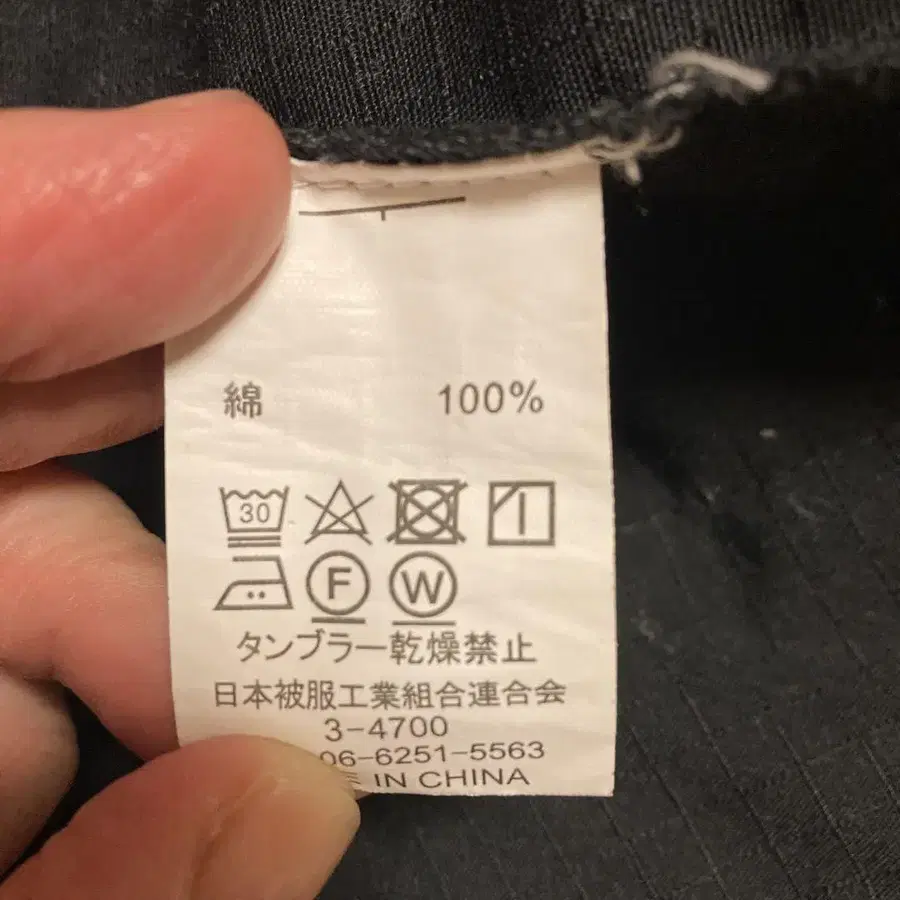 綿 100%
30
F W
タンブラー乾燥禁止
日本被服工業組合連合会
3-4700
06-6251-5563
IN CHINA